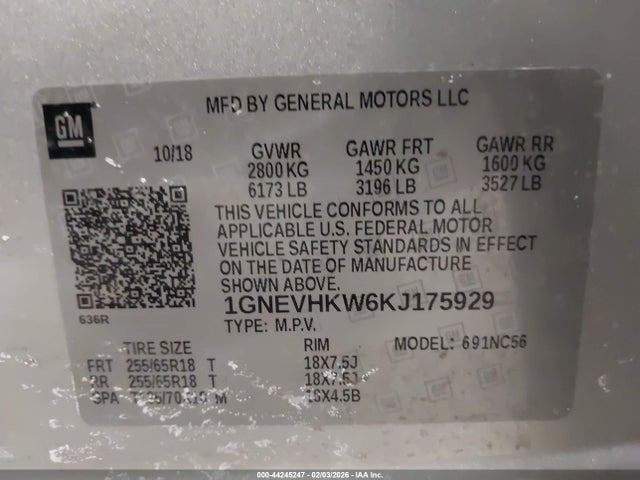 MFD BY GENERAL MOTORS LLC
GM
10/18 GVWR GAWR FRT GAWR RR
2800 KG 1450 KG 1600 KG
6173 LB 3196 LB 3527 LB
THIS VEHICLE CONFORMS TO ALL
APPLICABLE U.S. FEDERAL MOTOR
VEHICLE SAFETY STANDARDS IN EFFECT
ON THE DATE OF MANUFACTURE
SHOWN ABOVE.
1GNEVHKW6KJ175929
636R
TYPE: M.P.V.
TIRE SIZE RIM MODEL: 691NC56
FRT 255/65R18 T 18X7.5J
RR 255/65R18 T 18X7.5J
SPA M 18X4.5B
000-44245247 - 02/03/2026 - IAA Inc.